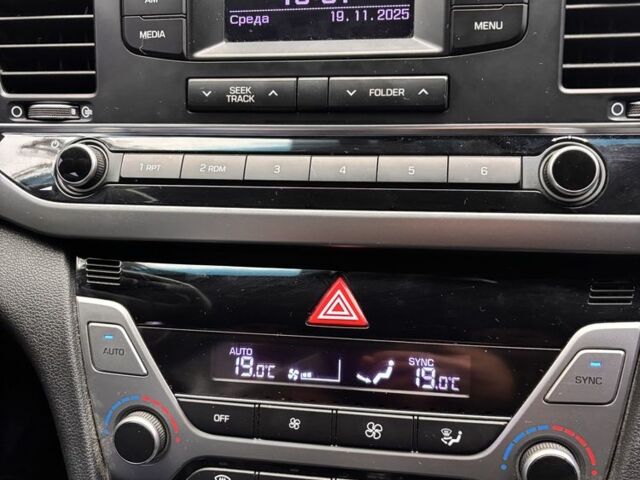 Среда 19.11.2025
MEDIA
MENU
SEEK
TRACK
FOLDER
1 RPT 2 RDM 3 4 5 6
AUTO SYNC
19.0°C 19.0°C
AUTO
SYNC
OFF